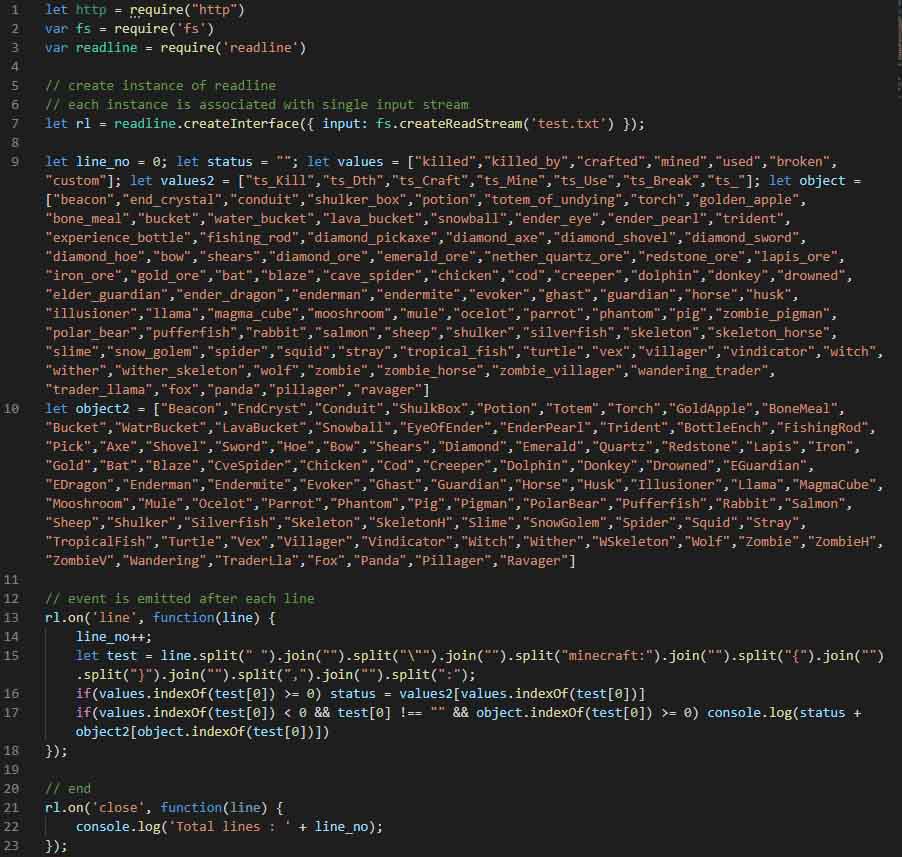 1 let http = require("http")
2 var fs = require('fs')
3 var readline = require('readline')
4
5 // create instance of readline
6 // each instance is associated with single input stream
7 let rl = readline.createInterface({ input: fs.createReadStream('test.txt') });
8
9 let line_no = 0; let status = ""; let values = ["killed","killed_by","crafted","mined","used","broken",
"custom"]; let values2 = ["ts_Kill","ts_Dth","ts_Craft","ts_Mine","ts_Use","ts_Break","ts_"]; let object =
["beacon","end_crystal","conduit","shulker_box","potion","totem_of_undying","torch","golden_apple",
"bone_meal","bucket","water_bucket","lava_bucket","snowball","ender_eye","ender_pearl","trident",
"experience_bottle","fishing_rod","diamond_pickaxe","diamond_axe","diamond_shovel","diamond_sword",
"diamond_hoe","bow","shears","diamond_ore","emerald_ore","nether_quartz_ore","redstone_ore","lapis_ore",
"iron_ore","gold_ore","bat","blaze","cave_spider","chicken","cod","creeper","dolphin","donkey","drowned",
"elder_guardian","ender_dragon","enderman","endermite","evoker","ghast","guardian","horse","husk",
"illusioner","llama","magma_cube","mooshroom","mule","ocelot","parrot","phantom","pig","zombie_pigman",
"polar_bear","pufferfish","rabbit","salmon","sheep","shulker","silverfish","skeleton","skeleton_horse",
"slime","snow_golem","spider","squid","stray","tropical_fish","turtle","vex","villager","vindicator","witch",
"wither","wither_skeleton","wolf","zombie","zombie_horse","zombie_villager","wandering_trader",
"trader_llama","fox","panda","pillager","ravager"]
10 let object2 = ["Beacon","EndCryst","Conduit","ShulkBox","Potion","Totem","Torch","GoldApple","BoneMeal",
"Bucket","WatrBucket","LavaBucket","Snowball","EyeOfEnder","EnderPearl","Trident","BottleEnch","FishingRod",
"Pick","Axe","Shovel","Sword","Hoe","Bow","Shears","Diamond","Emerald","Quartz","Redstone","Lapis","Iron",
"Gold","Bat","Blaze","CveSpider","Chicken","Cod","Creeper","Dolphin","Donkey","Drowned","EGuardian",
"EDragon","Enderman","Endermite","Evoker","Ghast","Guardian","Horse","Husk","Illusioner","Llama","MagmaCube",
"Mooshroom","Mule","Ocelot","Parrot","Phantom","Pig","Pigman","PolarBear","Pufferfish","Rabbit","Salmon",
"Sheep","Shulker","Silverfish","Skeleton","SkeletonH","Slime","SnowGolem","Spider","Squid","Stray",
"TropicalFish","Turtle","Vex","Villager","Vindicator","Witch","Wither","WSkeleton","Wolf","Zombie","ZombieH",
"ZombieV","Wandering","TraderLla","Fox","Panda","Pillager","Ravager"]
11
12 // event is emitted after each line
13 rl.on('line', function(line) {
14 line_no++;
15 let test = line.split(" ").join("").split("\"").join("").split("minecraft:").join("").split("{").join("")
.split("}").join("").split(",").join("").split(":");
16 if(values.indexOf(test[0]) >= 0) status = values2[values.indexOf(test[0])]
17 if(values.indexOf(test[0]) < 0 && test[0] !== "" && object.indexOf(test[0]) >= 0) console.log(status +
object2[object.indexOf(test[0])])
18 });
19
20 // end
21 rl.on('close', function(line) {
22 console.log('Total lines : ' + line_no);
23 });